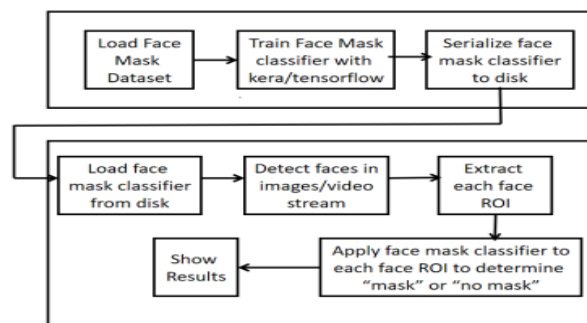 Load Face
Mask
Dataset
Train Face Mask
classifier with
kera/tensorflow
Serialize face
mask classifier
to disk
Load face
mask classifier
from disk
Detect faces in
images/video
stream
Extract
each face
ROI
Apply face mask classifier to
each face ROI to determine
“mask” or “no mask”
Show
Results